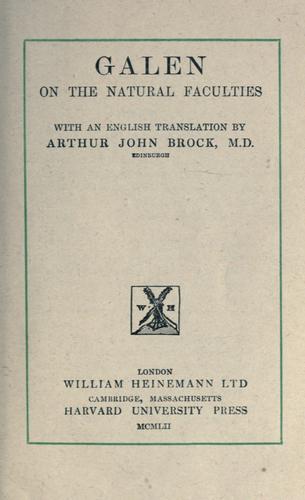 GALEN
ON THE NATURAL FACULTIES
WITH AN ENGLISH TRANSLATION BY
ARTHUR JOHN BROCK, M.D.
EDINBURGH
W H
LONDON
WILLIAM HEINEMANN LTD
CAMBRIDGE, MASSACHUSETTS
HARVARD UNIVERSITY PRESS
MCMLII